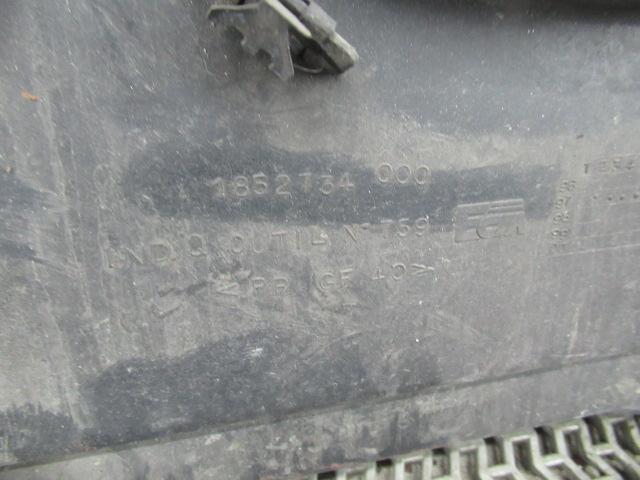 1852734 000
IND.Q OUTIL N° 759
>PP GF 40>